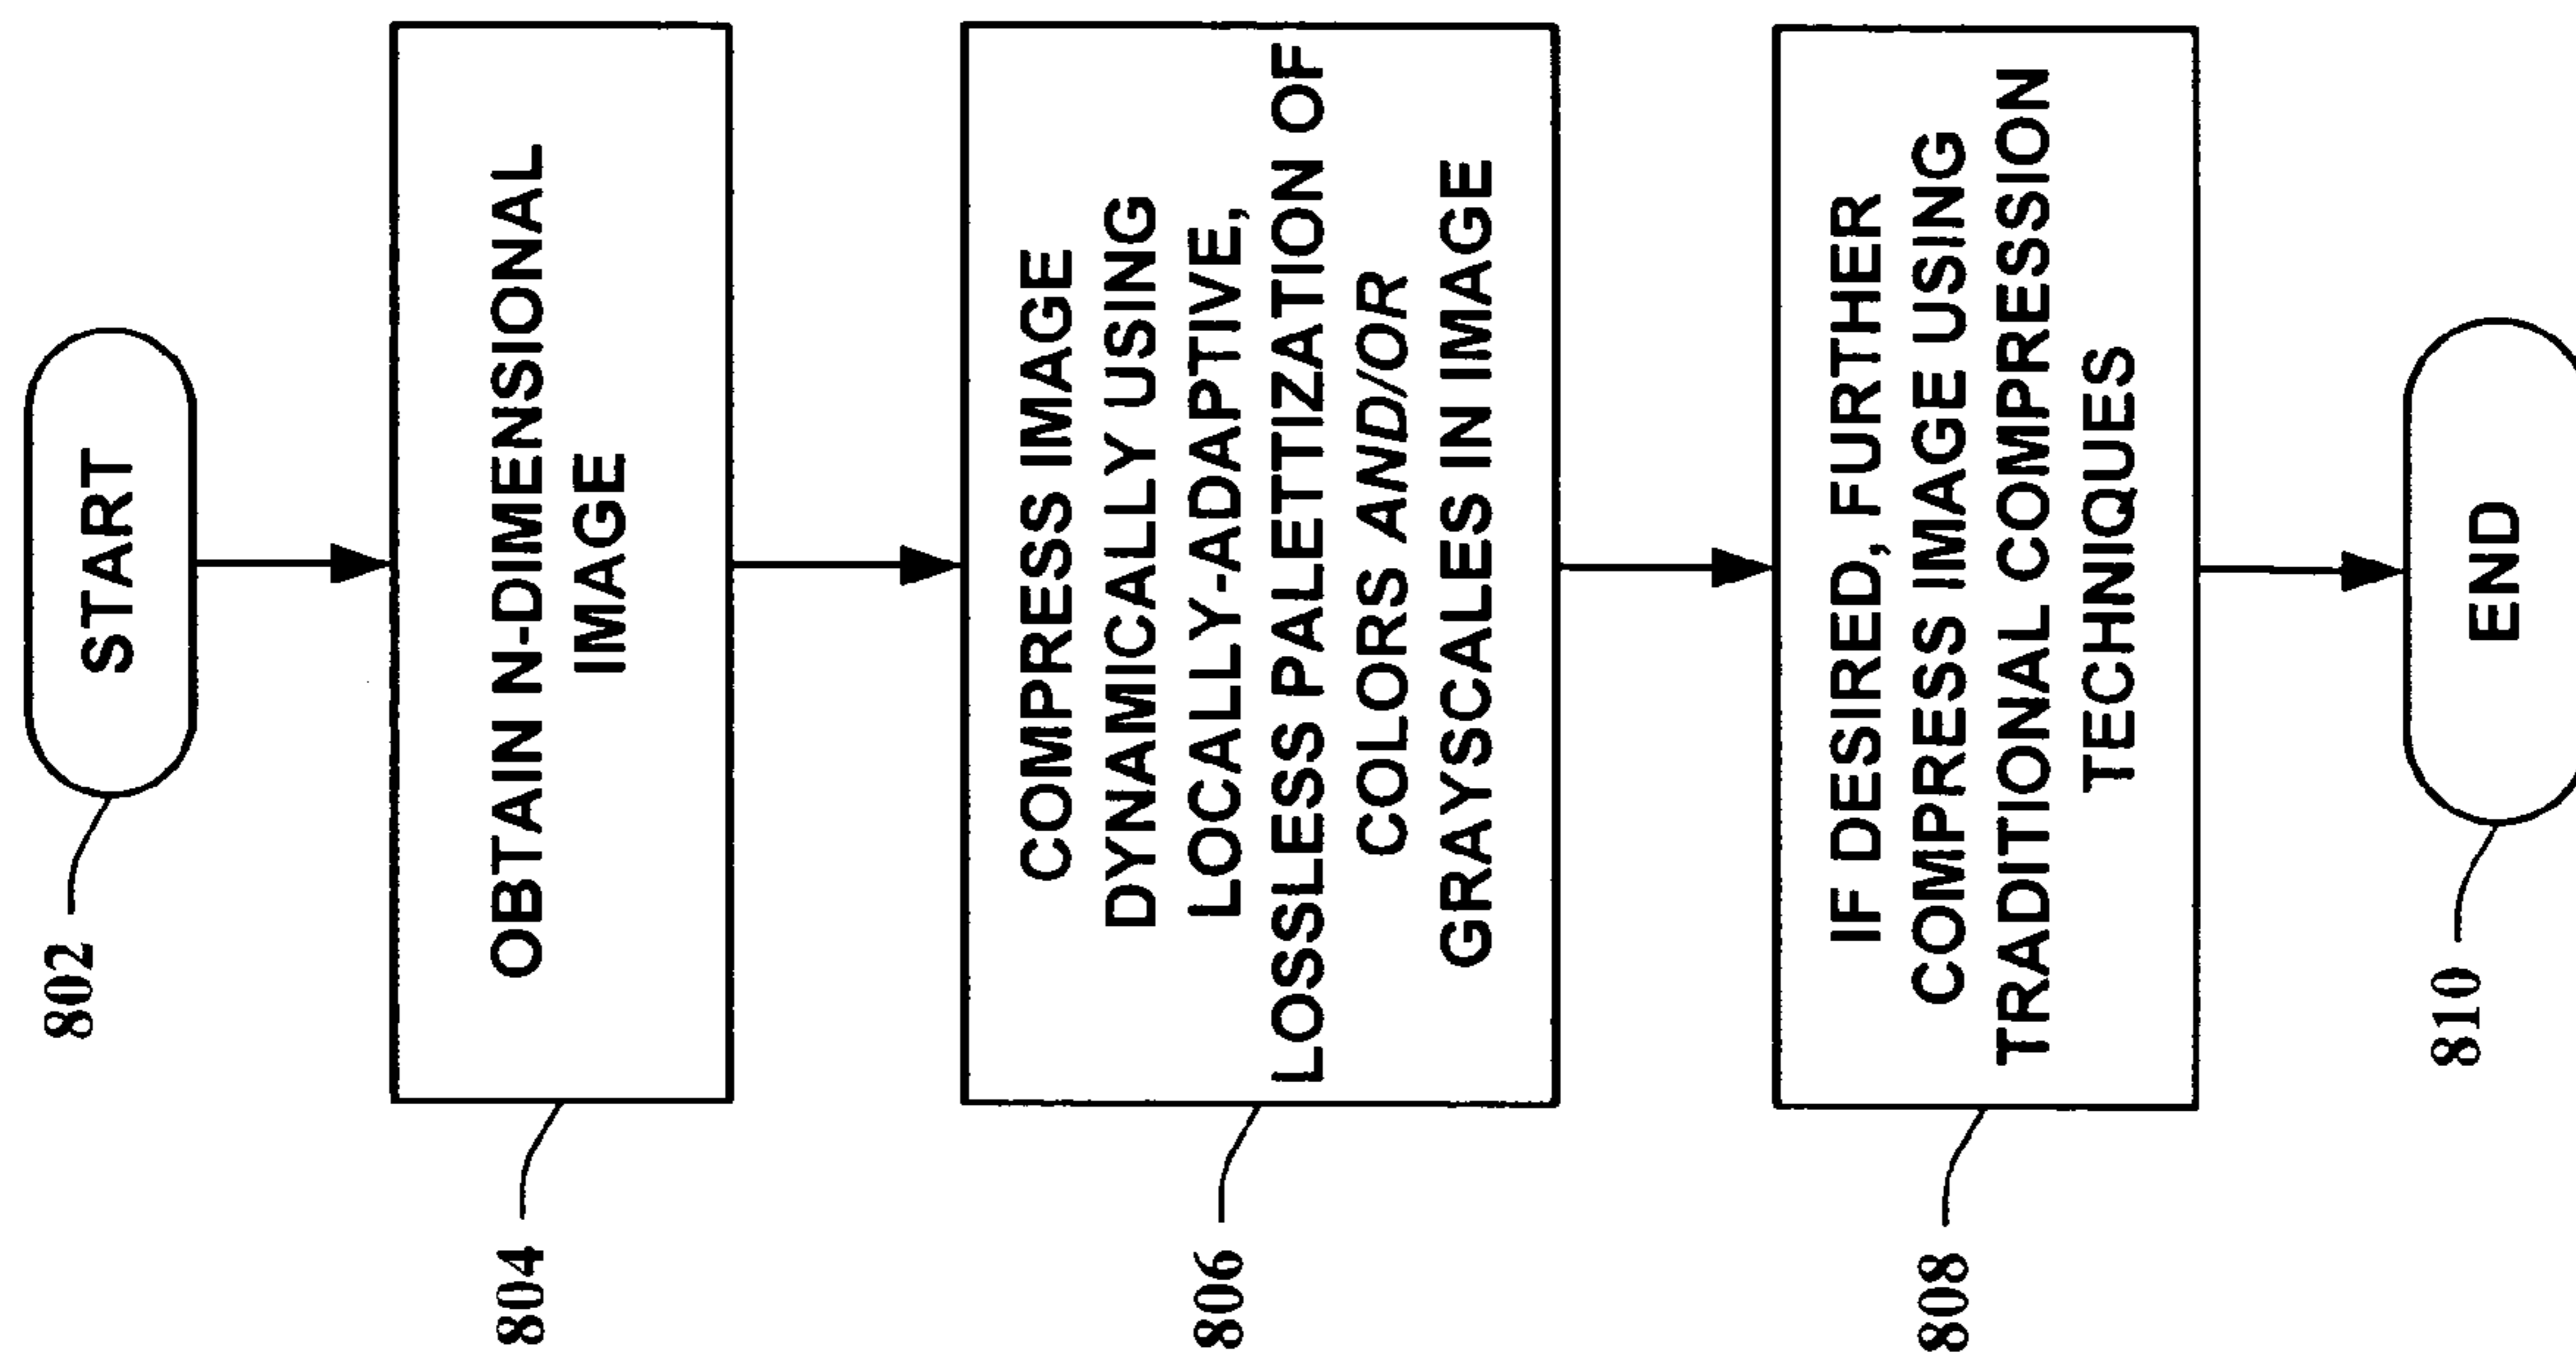 START
802
OBTAIN N-DIMENSIONAL
IMAGE
804
COMPRESS IMAGE
DYNAMICALLY USING
LOCALLY-ADAPTIVE,
LOSSLESS PALETTIZATION OF
COLORS AND/OR
GRAYSCALES IN IMAGE
806
IF DESIRED, FURTHER
COMPRESS IMAGE USING
TRADITIONAL COMPRESSION
TECHNIQUES
808
END
810